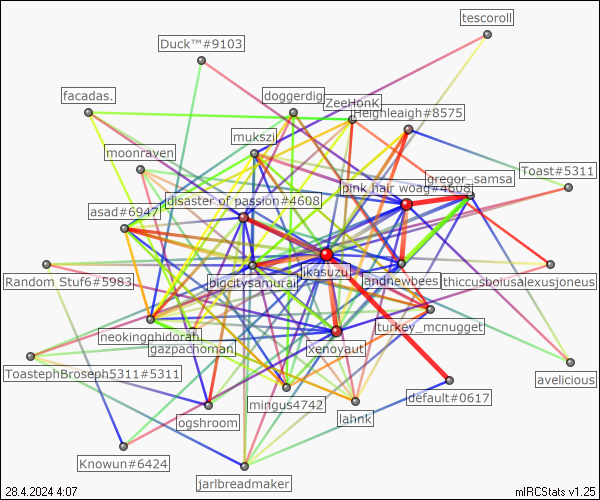 tescoroll
Duck™#9103
facadas.
doggerdig
ZeeHonK
Heighleaigh#8575
mukszi
moonraven
gregor_samsa
Toast#5311
pink hair woag#4608
disaster of passion#4608
asad#6947
ikasuzu
Random Stuf6#5983
bigcitysamurai
landnewbees
thiccusboiusalexusjoneus
turkey_mcnugget
neokingghidorah
gazpachoman
xenoyaut
ToastephBroseph5311#5311
avelicious
default#0617
mingus4742
ogshroom
lahnk
Knowun#6424
jarlbreadmaker
28.4.2024 4:07
mIRCStats v1.25